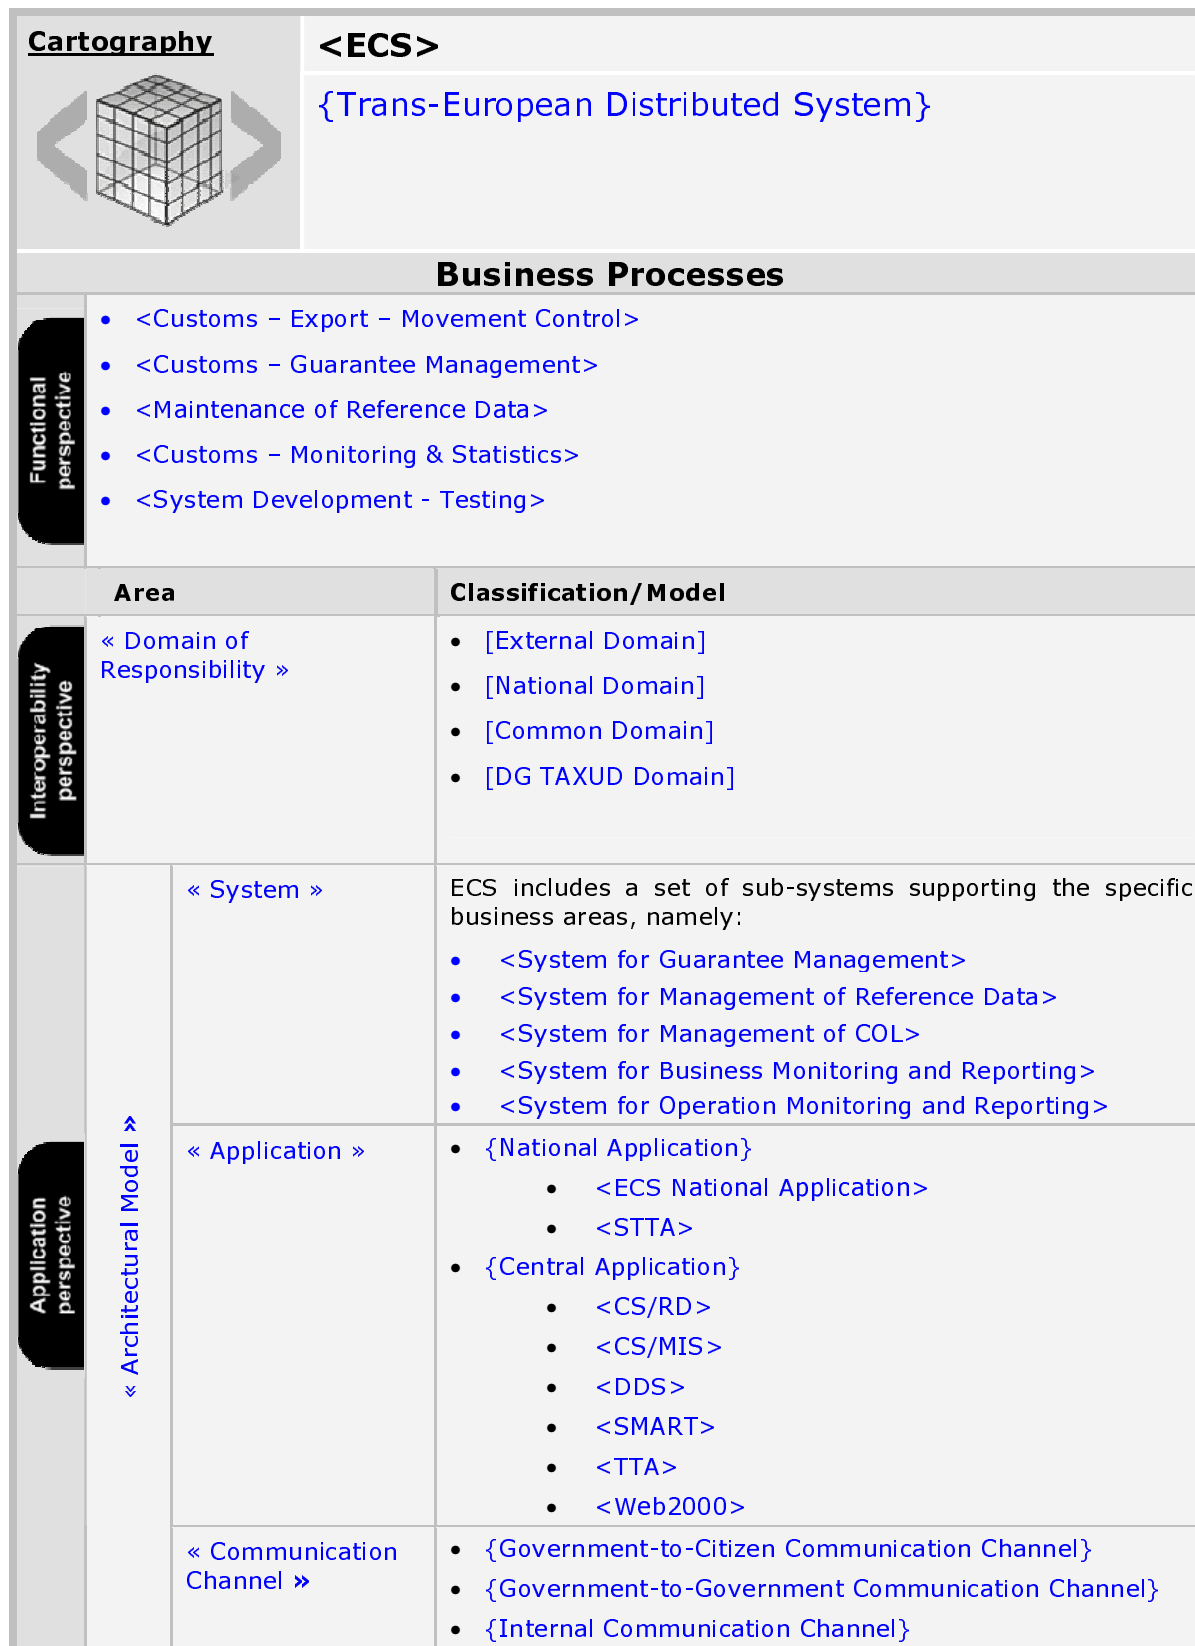 Cartography
<ECS>
{Trans-European Distributed System}
Business Processes
Functional
perspective
• <Customs – Export – Movement Control>
• <Customs – Guarantee Management>
• <Maintenance of Reference Data>
• <Customs – Monitoring & Statistics>
• <System Development - Testing>
Area
Classification/Model
Interoperability
perspective
« Domain of
Responsibility »
• [External Domain]
• [National Domain]
• [Common Domain]
• [DG TAXUD Domain]
Application
perspective
« Architectural Model »
« System »
ECS includes a set of sub-systems supporting the specific
business areas, namely:
• <System for Guarantee Management>
• <System for Management of Reference Data>
• <System for Management of COL>
• <System for Business Monitoring and Reporting>
• <System for Operation Monitoring and Reporting>
« Application »
• {National Application}
• <ECS National Application>
• <STTA>
• {Central Application}
• <CS/RD>
• <CS/MIS>
• <DDS>
• <SMART>
• <TTA>
• <Web2000>
« Communication
Channel »
• {Government-to-Citizen Communication Channel}
• {Government-to-Government Communication Channel}
• {Internal Communication Channel}